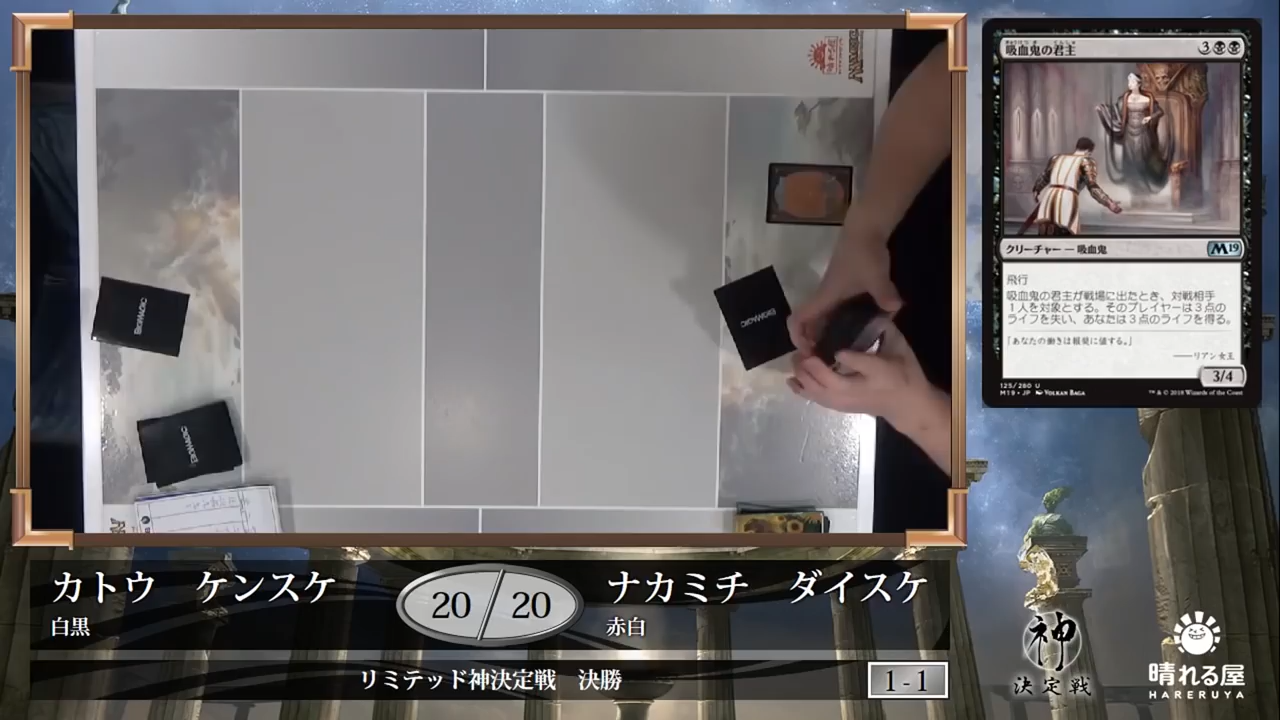 吸血鬼の君主
3
クリーチャー ― 吸血鬼
M19
飛行
吸血鬼の君主が戦場に出たとき、対戦相手
1人を対象とする。そのプレイヤーは3点の
ライフを失い、あなたは3点のライフを得る。
「あなたの働きは報奨に値する。」
――リアン女王
3/4
125/280 U
M19・JP VOLKAN BAGA
™ & © 2018 Wizards of the Coast
カトウ ケンスケ
20 / 20
ナカミチ ダイスケ
白黒
赤白
リミテッド神決定戦 決勝
1-1
神
決定戦
晴れる屋
HARERUYA